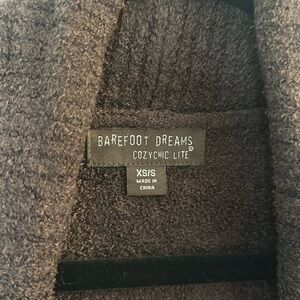 BAREFOOT DREAMS
COZYCHIC LITE®
XS/S
MADE IN
CHINA